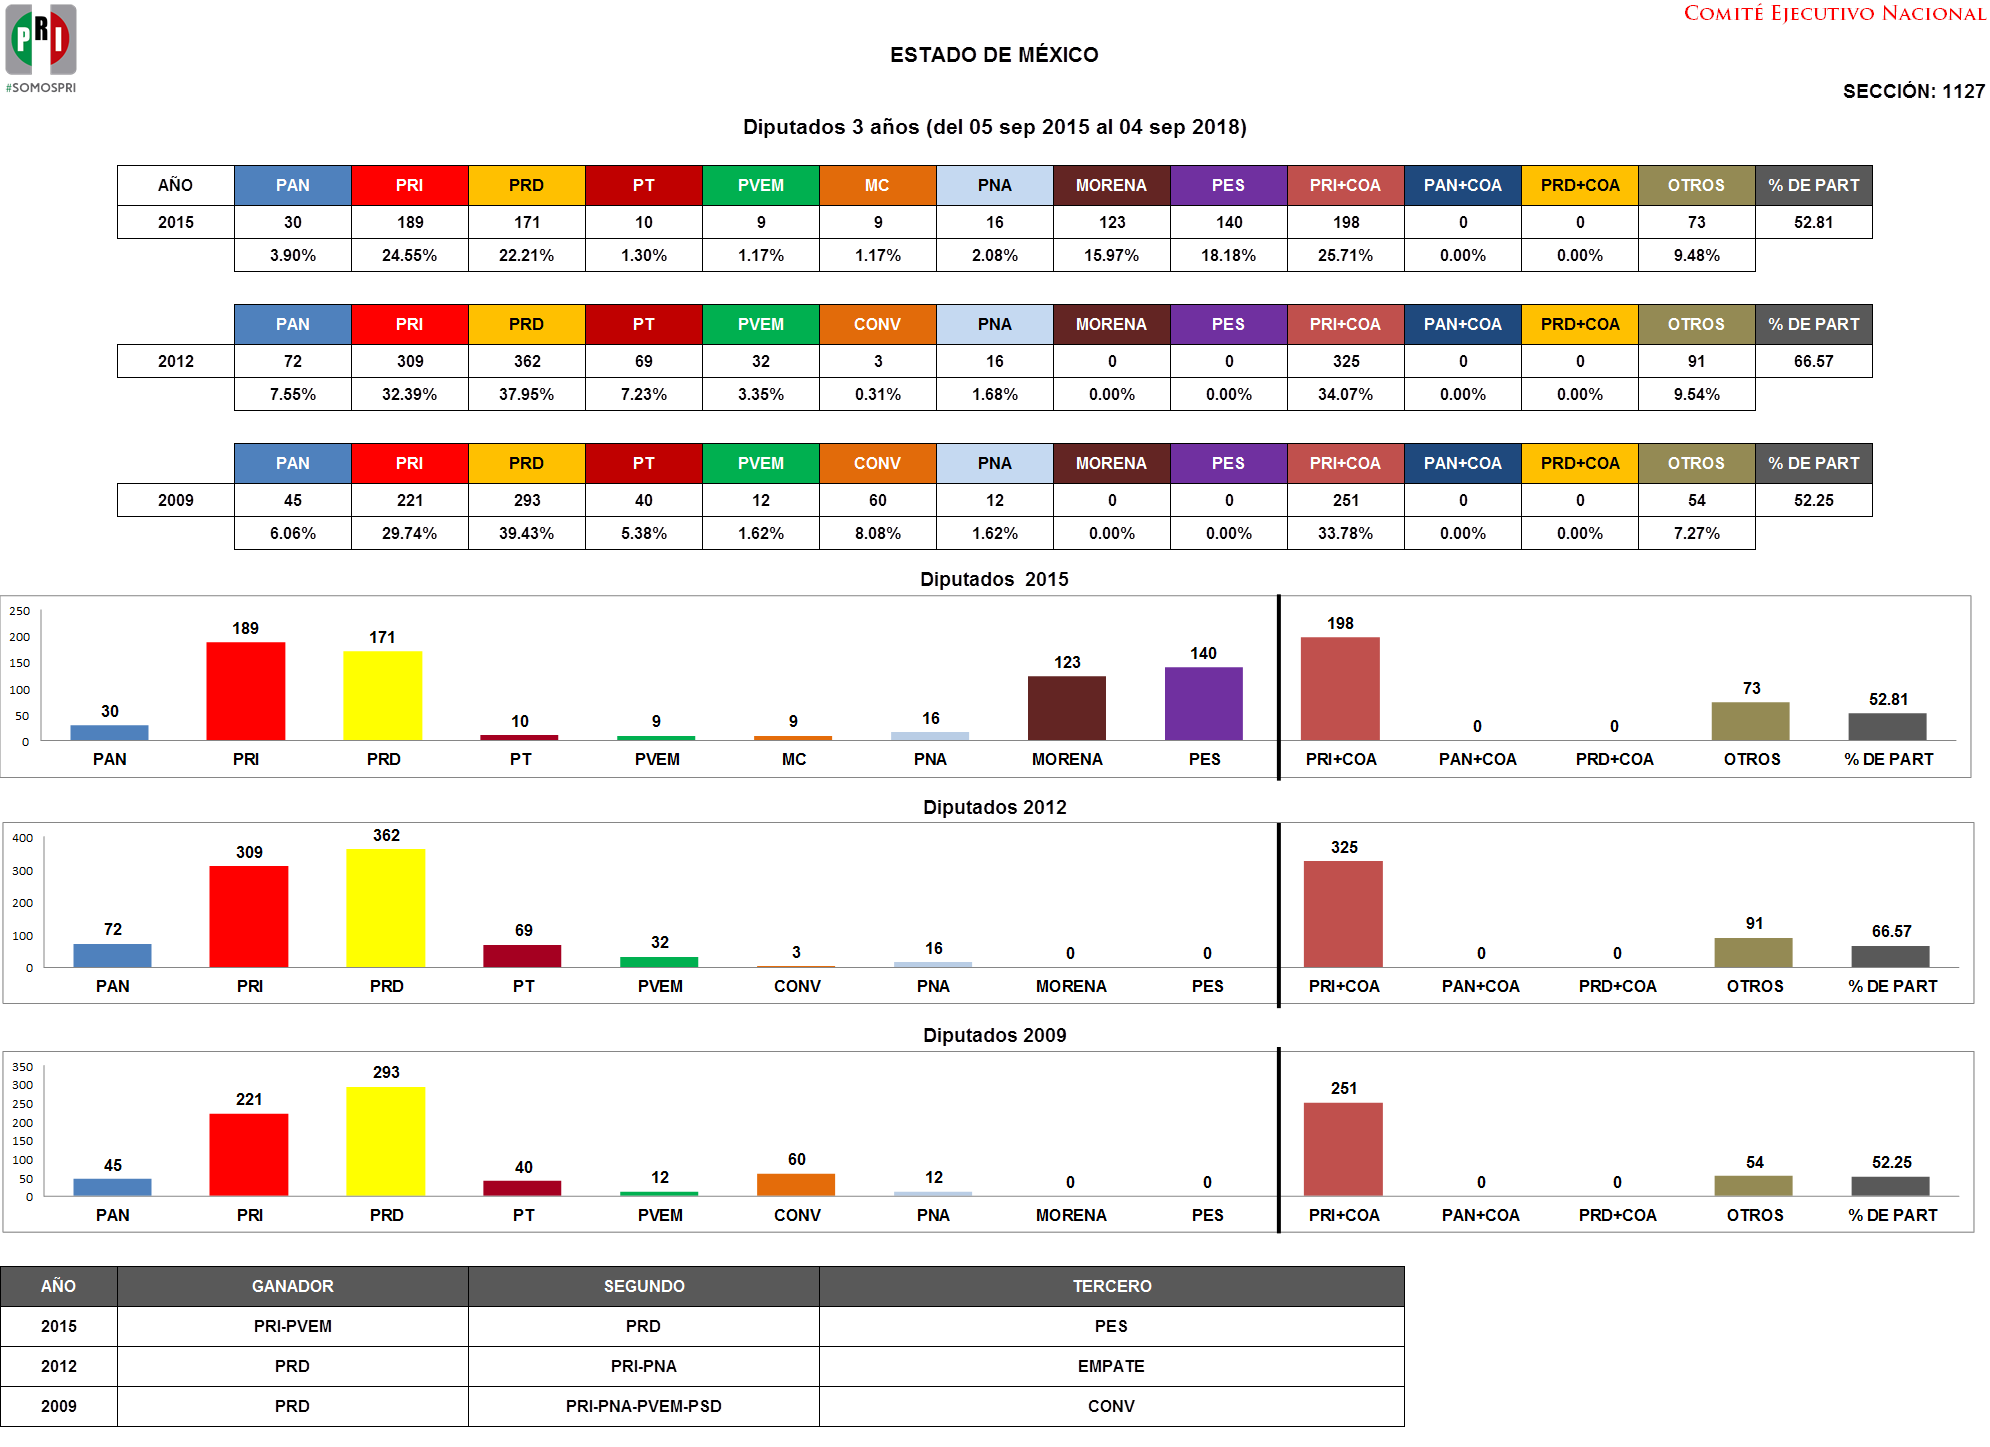 PRI
#SOMOSPRI
COMITÉ EJECUTIVO NACIONAL
ESTADO DE MÉXICO
SECCIÓN: 1127
Diputados 3 años (del 05 sep 2015 al 04 sep 2018)
AÑO PAN PRI PRD PT PVEM MC PNA MORENA PES PRI+COA PAN+COA PRD+COA OTROS % DE PART
2015 30 189 171 10 9 9 16 123 140 198 0 0 73 52.81
3.90% 24.55% 22.21% 1.30% 1.17% 1.17% 2.08% 15.97% 18.18% 25.71% 0.00% 0.00% 9.48%
PAN PRI PRD PT PVEM CONV PNA MORENA PES PRI+COA PAN+COA PRD+COA OTROS % DE PART
2012 72 309 362 69 32 3 16 0 0 325 0 0 91 66.57
7.55% 32.39% 37.95% 7.23% 3.35% 0.31% 1.68% 0.00% 0.00% 34.07% 0.00% 0.00% 9.54%
PAN PRI PRD PT PVEM CONV PNA MORENA PES PRI+COA PAN+COA PRD+COA OTROS % DE PART
2009 45 221 293 40 12 60 12 0 0 251 0 0 54 52.25
6.06% 29.74% 39.43% 5.38% 1.62% 8.08% 1.62% 0.00% 0.00% 33.78% 0.00% 0.00% 7.27%
Diputados 2015
250
200
150
100
50
0
30 189 171 10 9 9 16 123 140 198 0 0 73 52.81
PAN PRI PRD PT PVEM MC PNA MORENA PES PRI+COA PAN+COA PRD+COA OTROS % DE PART
Diputados 2012
400
300
200
100
0
72 309 362 69 32 3 16 0 0 325 0 0 91 66.57
PAN PRI PRD PT PVEM CONV PNA MORENA PES PRI+COA PAN+COA PRD+COA OTROS % DE PART
Diputados 2009
350
300
250
200
150
100
50
0
45 221 293 40 12 60 12 0 0 251 0 0 54 52.25
PAN PRI PRD PT PVEM CONV PNA MORENA PES PRI+COA PAN+COA PRD+COA OTROS % DE PART
AÑO GANADOR SEGUNDO TERCERO
2015 PRI-PVEM PRD PES
2012 PRD PRI-PNA EMPATE
2009 PRD PRI-PNA-PVEM-PSD CONV